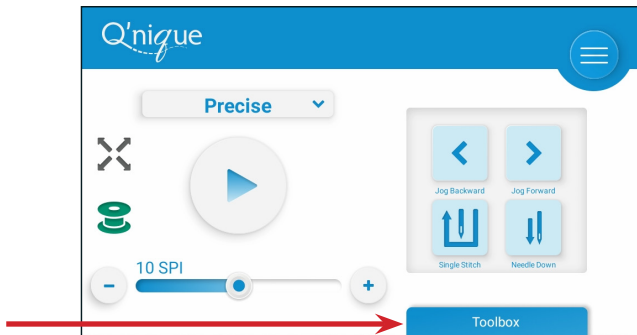 Q'nique
Precise
10 SPI
Jog Backward
Jog Forward
Single Stitch
Needle Down
Toolbox